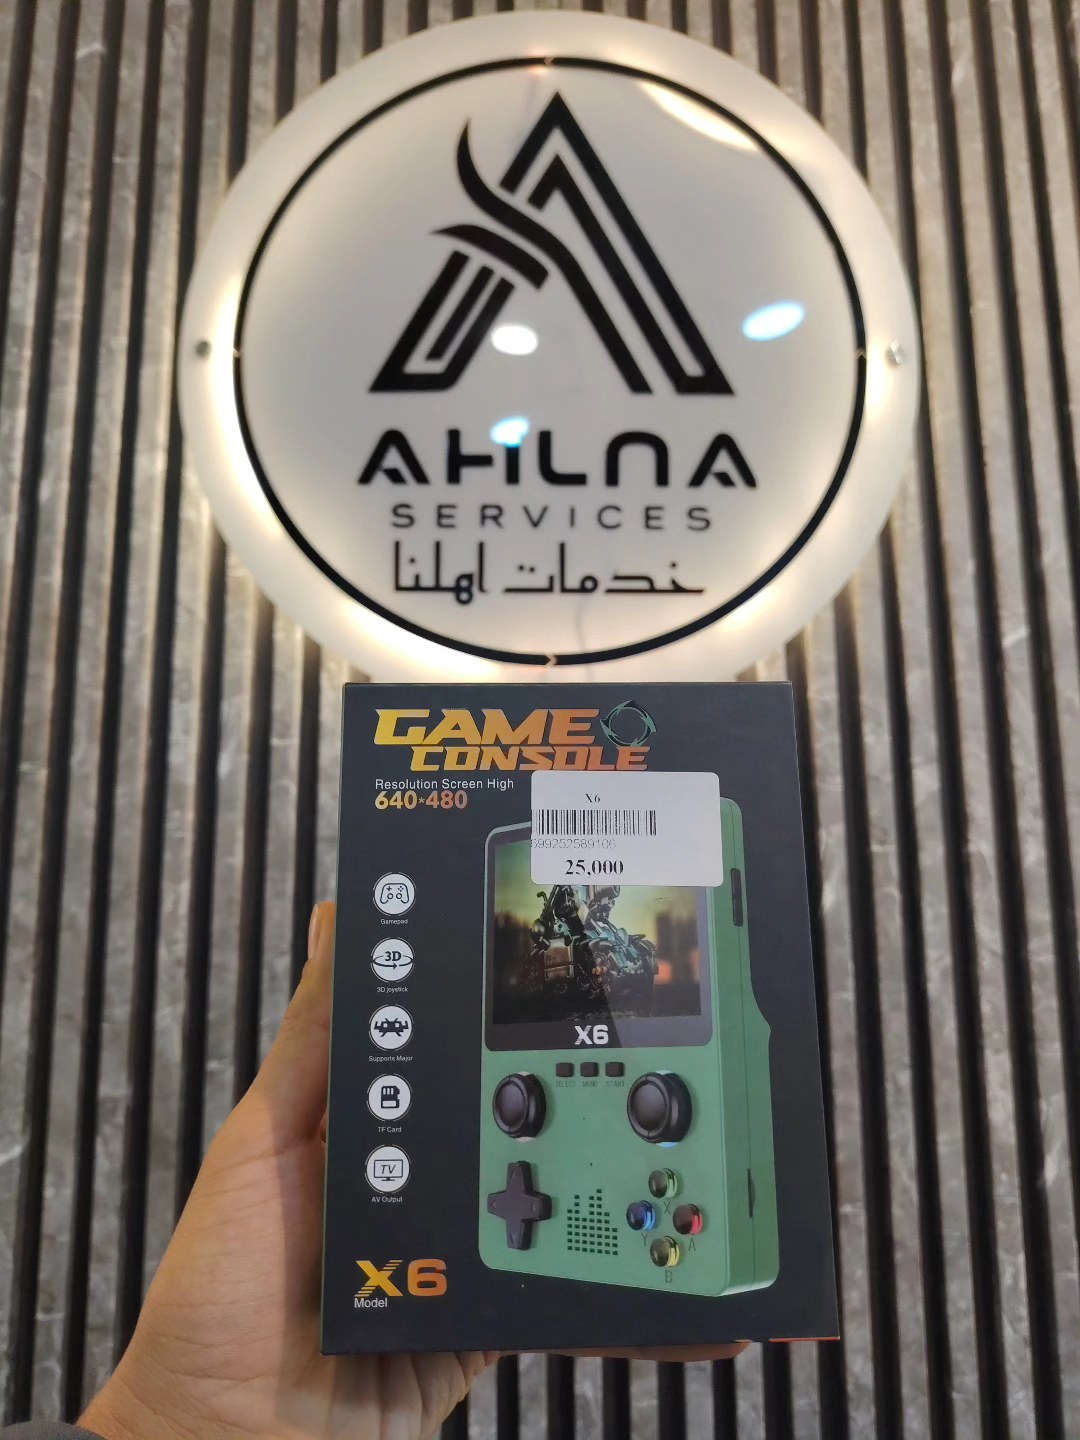 AHLNA
SERVICES
خدمات اهلنا
GAME
CONSOLE
Resolution Screen High
640*480
X6
699252589106
25,000
Gamepad
3D
3D joystick
Supports Major
TF Card
TV
AV Output
X6
SELECT MENU START
X
Y A
B
X6
Model